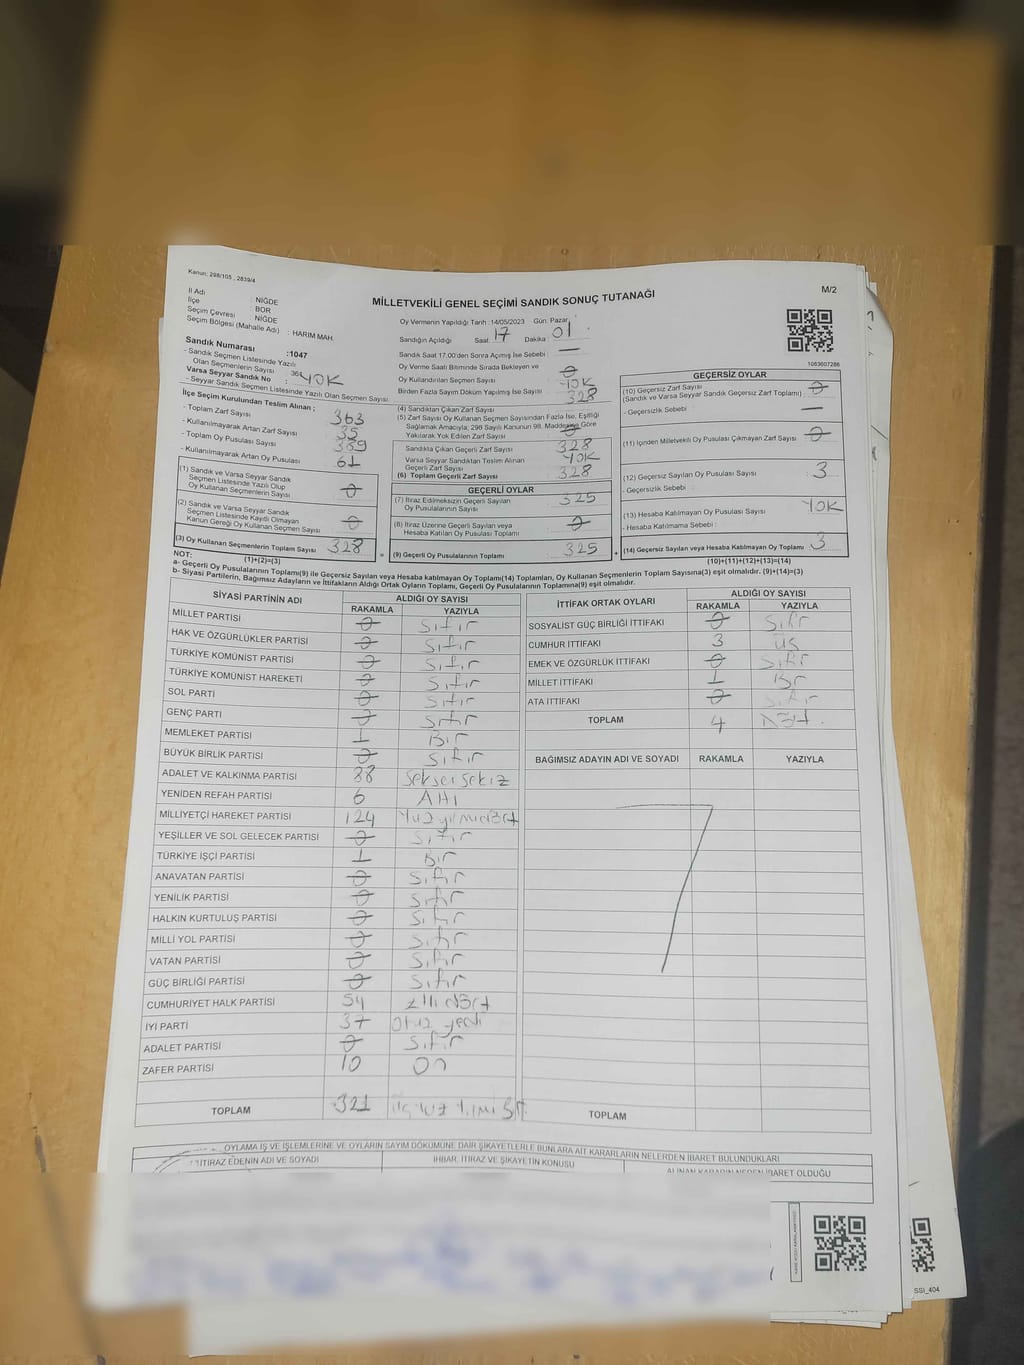 Kanun: 298/105 , 2839/4
M/2
MİLLETVEKİLİ GENEL SEÇİMİ SANDIK SONUÇ TUTANAĞI
İl Adı : NİĞDE
İlçe : BOR
Seçim Çevresi : NİĞDE
Seçim Bölgesi (Mahalle Adı) : HARIM MAH.
Sandık Numarası :1047
- Sandık Seçmen Listesinde Yazılı
Olan Seçmenlerin Sayısı
Varsa Seyyar Sandık No : YOK
- Seyyar Sandık Seçmen Listesinde Yazılı Olan Seçmen Sayısı
İlçe Seçim Kurulundan Teslim Alınan ;
- Toplam Zarf Sayısı 363
- Kullanılmayarak Artan Zarf Sayısı 35
- Toplam Oy Pusulası Sayısı
- Kullanılmayarak Artan Oy Pusulası 61
(1) Sandık ve Varsa Seyyar Sandık
Seçmen Listesinde Yazılı Olup
Oy Kullanan Seçmenlerin Sayısı 0
(2) Sandık ve Varsa Seyyar Sandık
Seçmen Listesinde Kayıtlı Olmayan
Kanun Gereği Oy Kullanan Seçmen Sayısı 0
(3) Oy Kullanan Seçmenlerin Toplam Sayısı 328
(1)+(2)=(3)
Oy Vermenin Yapıldığı Tarih :14/05/2023 Gün: Pazar
Sandığın Açıldığı Saat 17 Dakika : 01
Sandık Saat 17.00'den Sonra Açılmış İse Sebebi : —
Oy Verme Saati Bitiminde Sırada Bekleyen ve
Oy Kullandırılan Seçmen Sayısı 0
Birden Fazla Sayım Döküm Yapılmış İse Sayısı YOK
(4) Sandıktan Çıkan Zarf Sayısı 328
(5) Zarf Sayısı Oy Kullanan Seçmen Sayısından Fazla İse, Eşitliği
Sağlamak Amacıyla, 298 Sayılı Kanunun 98. Maddesine Göre
Yakılarak Yok Edilen Zarf Sayısı 0
Sandıkta Çıkan Geçerli Zarf Sayısı 328
Varsa Seyyar Sandıktan Teslim Alınan
Geçerli Zarf Sayısı YOK
(6) Toplam Geçerli Zarf Sayısı 328
GEÇERLİ OYLAR
(7) İtiraz Edilmeksizin Geçerli Sayılan
Oy Pusulalarının Sayısı 325
(8) İtiraz Üzerine Geçerli Sayılan veya
Hesaba Katılan Oy Pusulası Toplamı 0
= (9) Geçerli Oy Pusulalarının Toplamı 325 +
1083607286
GEÇERSİZ OYLAR
(10) Geçersiz Zarf Sayısı
(Sandık ve Varsa Seyyar Sandık Geçersiz Zarf Toplamı) 0
- Geçersizlik Sebebi : —
(11) İçinden Milletvekili Oy Pusulası Çıkmayan Zarf Sayısı 0
(12) Geçersiz Sayılan Oy Pusulası Sayısı 3
- Geçersizlik Sebebi :
(13) Hesaba Katılmayan Oy Pusulası Sayısı YOK
- Hesaba Katılmama Sebebi :
(14) Geçersiz Sayılan veya Hesaba Katılmayan Oy Toplamı 3
(10)+(11)+(12)+(13)=(14)
NOT:
a- Geçerli Oy Pusulalarının Toplamı(9) ile Geçersiz Sayılan veya Hesaba katılmayan Oy Toplamı(14) Toplamları, Oy Kullanan Seçmenlerin Toplam Sayısına(3) eşit olmalıdır. (9)+(14)=(3)
b- Siyasi Partilerin, Bağımsız Adayların ve İttifakların Aldığı Ortak Oyların Toplamı, Geçerli Oy Pusulalarının Toplamına(9) eşit olmalıdır.
SİYASİ PARTİNİN ADI ALDIĞI OY SAYISI
RAKAMLA YAZIYLA
MİLLET PARTİSİ 0 Sıfır
HAK VE ÖZGÜRLÜKLER PARTİSİ 0 Sıfır
TÜRKİYE KOMÜNİST PARTİSİ 0 Sıfır
TÜRKİYE KOMÜNİST HAREKETİ 0 Sıfır
SOL PARTİ 0 Sıfır
GENÇ PARTİ 0 Sıfır
MEMLEKET PARTİSİ 1 Bir
BÜYÜK BİRLİK PARTİSİ 0 Sıfır
ADALET VE KALKINMA PARTİSİ 88 Seksensekiz
YENİDEN REFAH PARTİSİ 6 Altı
MİLLİYETÇİ HAREKET PARTİSİ 124 Yüzyirmidört
YEŞİLLER VE SOL GELECEK PARTİSİ 0 Sıfır
TÜRKİYE İŞÇİ PARTİSİ 1 Bir
ANAVATAN PARTİSİ 0 Sıfır
YENİLİK PARTİSİ 0 Sıfır
HALKIN KURTULUŞ PARTİSİ 0 Sıfır
MİLLİ YOL PARTİSİ 0 Sıfır
VATAN PARTİSİ 0 Sıfır
GÜÇ BİRLİĞİ PARTİSİ 0 Sıfır
CUMHURİYET HALK PARTİSİ 54 Elli dört
İYİ PARTİ 37 Otuz yedi
ADALET PARTİSİ 0 Sıfır
ZAFER PARTİSİ 10 On
TOPLAM 321 Üçyüz yirmi bir
İTTİFAK ORTAK OYLARI ALDIĞI OY SAYISI
RAKAMLA YAZIYLA
SOSYALİST GÜÇ BİRLİĞİ İTTİFAKI 0 Sıfır
CUMHUR İTTİFAKI 3 Üç
EMEK VE ÖZGÜRLÜK İTTİFAKI 0 Sıfır
MİLLET İTTİFAKI 1 Bir
ATA İTTİFAKI 0 Sıfır
TOPLAM 4 Dört
BAĞIMSIZ ADAYIN ADI VE SOYADI RAKAMLA YAZIYLA
TOPLAM
OYLAMA İŞ VE İŞLEMLERİNE VE OYLARIN SAYIM DÖKÜMÜNE DAİR ŞİKAYETLERLE BUNLARA AİT KARARLARIN NELERDEN İBARET BULUNDUKLARI
İTİRAZ EDENİN ADI VE SOYADI İHBAR, İTİRAZ VE ŞİKAYETİN KONUSU ALINAN KARARIN NEDEN İBARET OLDUĞU
SSI_404